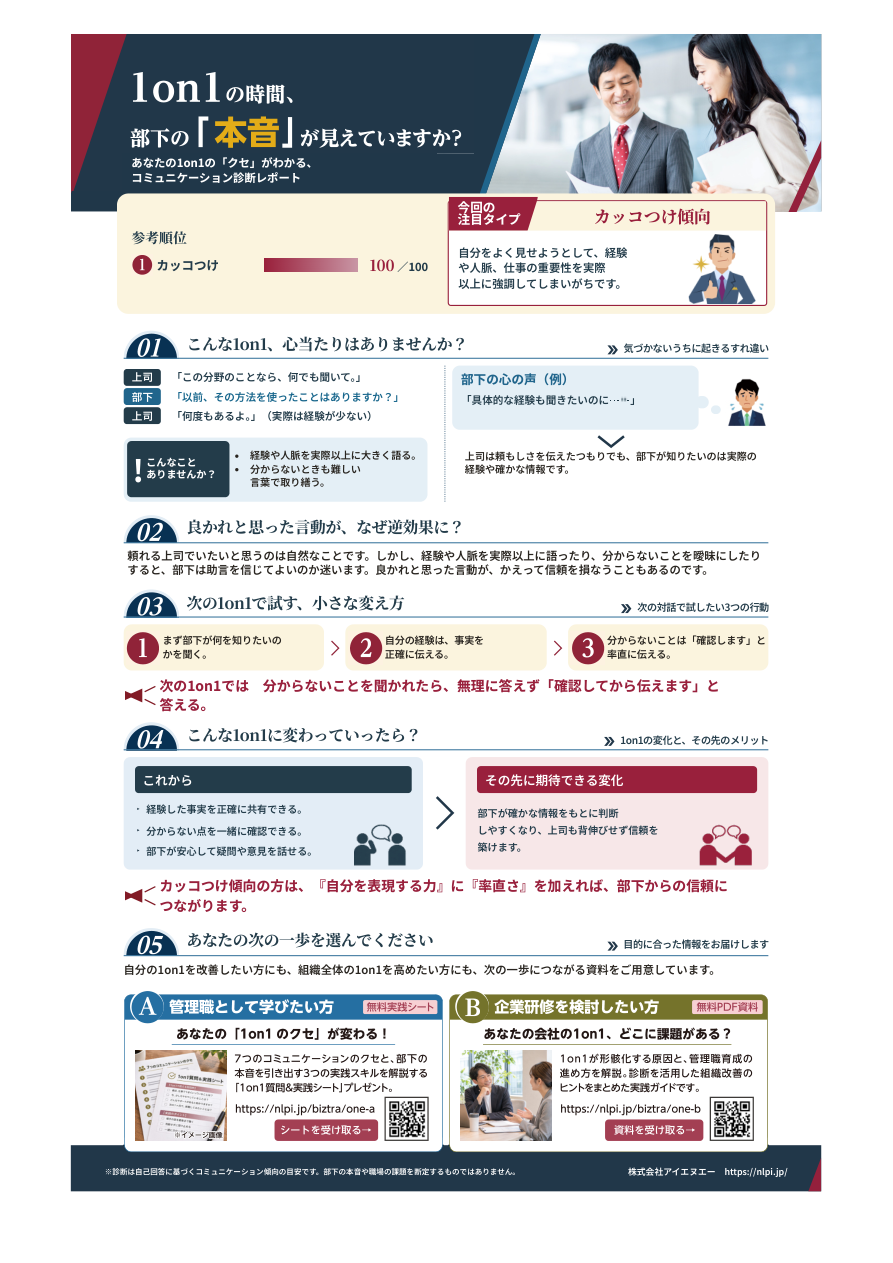 1on1の時間、
部下の「本音」が見えていますか?
あなたの1on1の「クセ」がわかる、
コミュニケーション診断レポート
参考順位
1 カッコつけ 100 ／100
今回の
注目タイプ
カッコつけ傾向
自分をよく見せようとして、経験
や人脈、仕事の重要性を実際
以上に強調してしまいがちです。
01 こんな1on1、心当たりはありませんか？
気づかないうちに起きるすれ違い
上司 「この分野のことなら、何でも聞いて。」
部下 「以前、その方法を使ったことはありますか？」
上司 「何度もあるよ。」（実際は経験が少ない）
！ こんなこと
ありませんか？
• 経験や人脈を実際以上に大きく語る。
• 分からないときも難しい
言葉で取り繕う。
部下の心の声（例）
「具体的な経験も聞きたいのに……」
上司は頼もしさを伝えたつもりでも、部下が知りたいのは実際の
経験や確かな情報です。
02 良かれと思った言動が、なぜ逆効果に？
頼れる上司でいたいと思うのは自然なことです。しかし、経験や人脈を実際以上に語ったり、分からないことを曖昧にしたり
すると、部下は助言を信じてよいのか迷います。良かれと思った言動が、かえって信頼を損なうこともあるのです。
03 次の1on1で試す、小さな変え方
次の対話で試したい3つの行動
1 まず部下が何を知りたいの
かを聞く。
2 自分の経験は、事実を
正確に伝える。
3 分からないことは「確認します」と
率直に伝える。
次の1on1では　分からないことを聞かれたら、無理に答えず「確認してから伝えます」と
答える。
04 こんな1on1に変わっていったら？
1on1の変化と、その先のメリット
これから
・ 経験した事実を正確に共有できる。
・ 分からない点を一緒に確認できる。
・ 部下が安心して疑問や意見を話せる。
その先に期待できる変化
部下が確かな情報をもとに判断
しやすくなり、上司も背伸びせず信頼を
築けます。
カッコつけ傾向の方は、『自分を表現する力』に『率直さ』を加えれば、部下からの信頼に
つながります。
05 あなたの次の一歩を選んでください
目的に合った情報をお届けします
自分の1on1を改善したい方にも、組織全体の1on1を高めたい方にも、次の一歩につながる資料をご用意しています。
A 管理職として学びたい方 無料実践シート
あなたの「1on1 のクセ」が変わる！
7つのコミュニケーションのクセと、部下の
本音を引き出す3つの実践スキルを解説する
「1on1質問&実践シート」プレゼント。
https://nlpi.jp/biztra/one-a
シートを受け取る→
1on1質問&実践シート
※イメージ画像
B 企業研修を検討したい方 無料PDF資料
あなたの会社の1on1、どこに課題がある？
1on1が形骸化する原因と、管理職育成の
進め方を解説。診断を活用した組織改善の
ヒントをまとめた実践ガイドです。
https://nlpi.jp/biztra/one-b
資料を受け取る→
※診断は自己回答に基づくコミュニケーション傾向の目安です。部下の本音や職場の課題を断定するものではありません。
株式会社アイエヌエー　https://nlpi.jp/